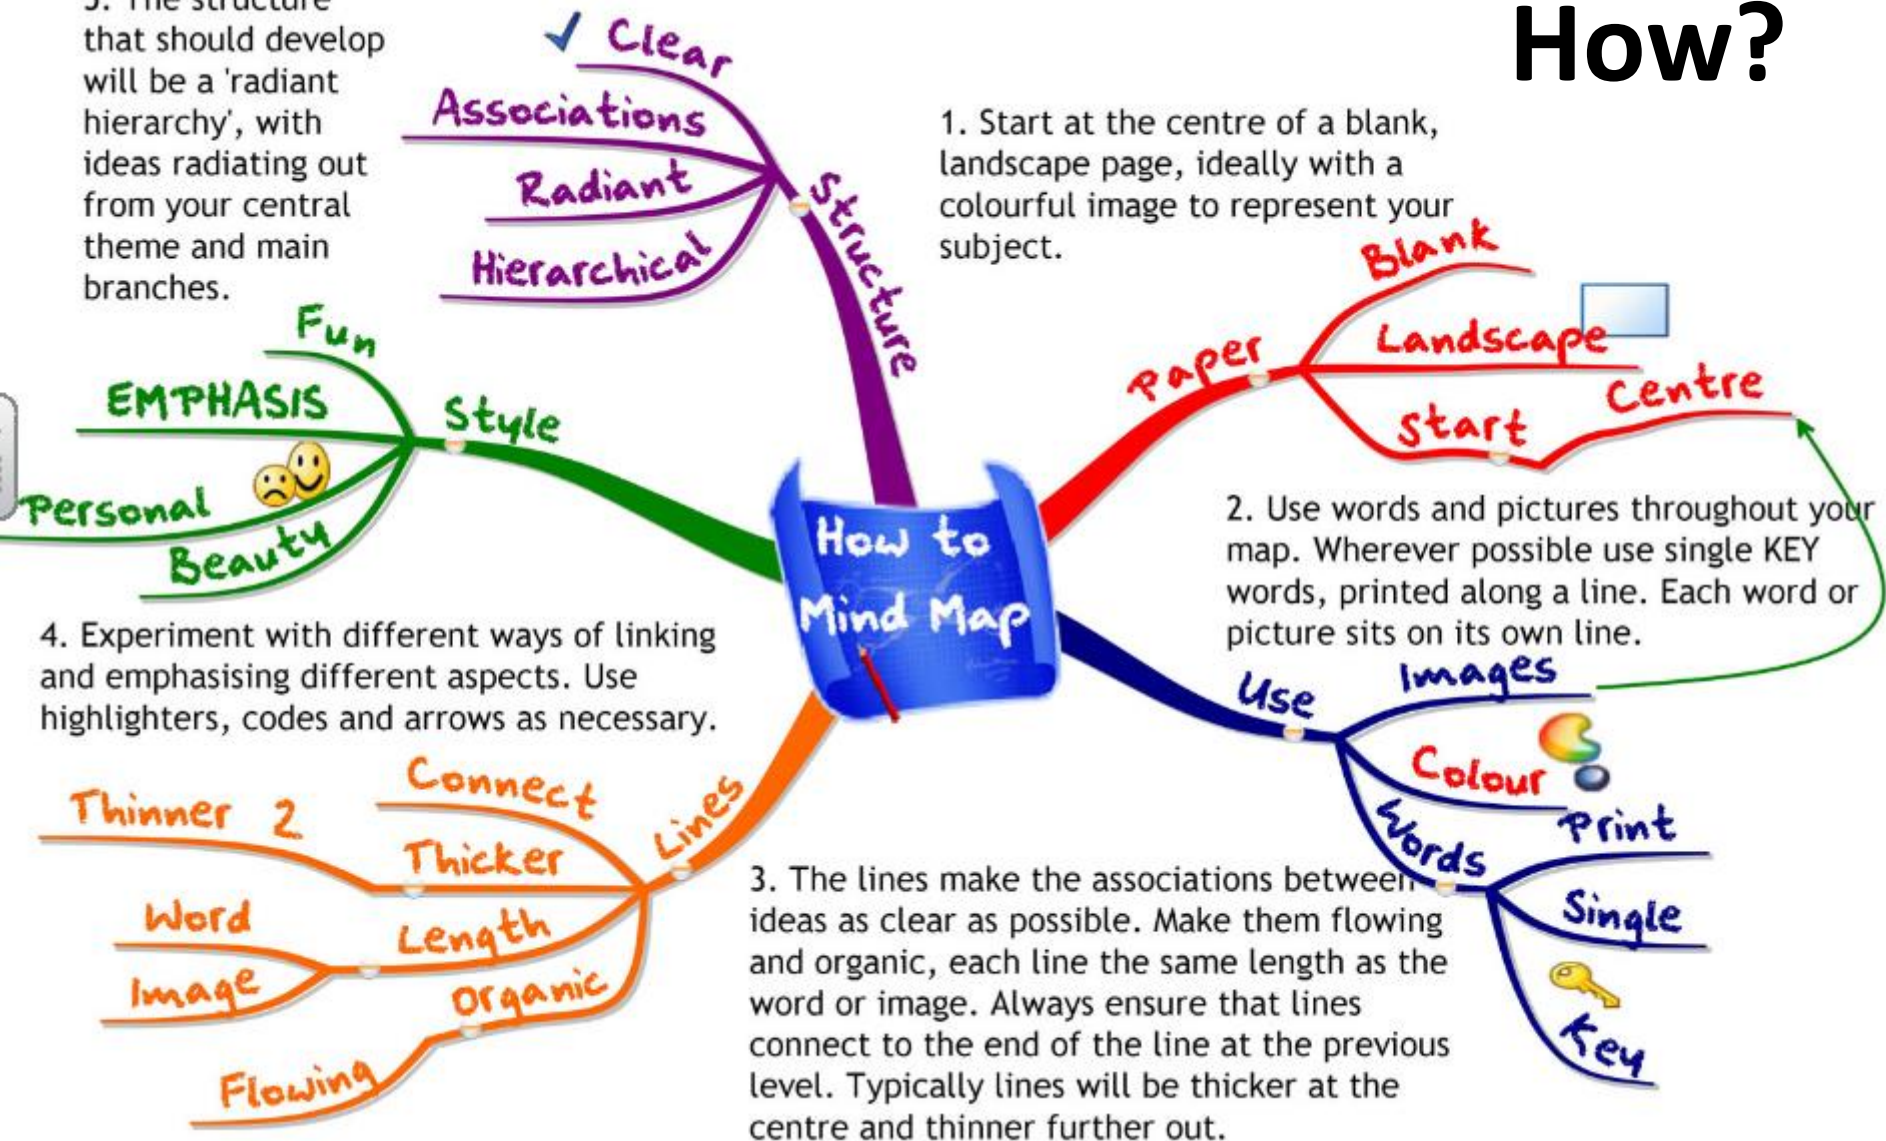 How?
5. The structure
that should develop
will be a 'radiant
hierarchy', with
ideas radiating out
from your central
theme and main
branches.
Clear
Associations
Radiant
Hierarchical
Structure
1. Start at the centre of a blank,
landscape page, ideally with a
colourful image to represent your
subject.
Blank
Landscape
Paper
Centre
Start
Fun
EMPHASIS
Style
Personal
Beauty
How to
Mind Map
2. Use words and pictures throughout your
map. Wherever possible use single KEY
words, printed along a line. Each word or
picture sits on its own line.
Use
Images
Colour
Words
Print
Single
Key
4. Experiment with different ways of linking
and emphasising different aspects. Use
highlighters, codes and arrows as necessary.
Connect
Lines
Thinner 2
Thicker
Word
Length
Image
Organic
Flowing
3. The lines make the associations between
ideas as clear as possible. Make them flowing
and organic, each line the same length as the
word or image. Always ensure that lines
connect to the end of the line at the previous
level. Typically lines will be thicker at the
centre and thinner further out.